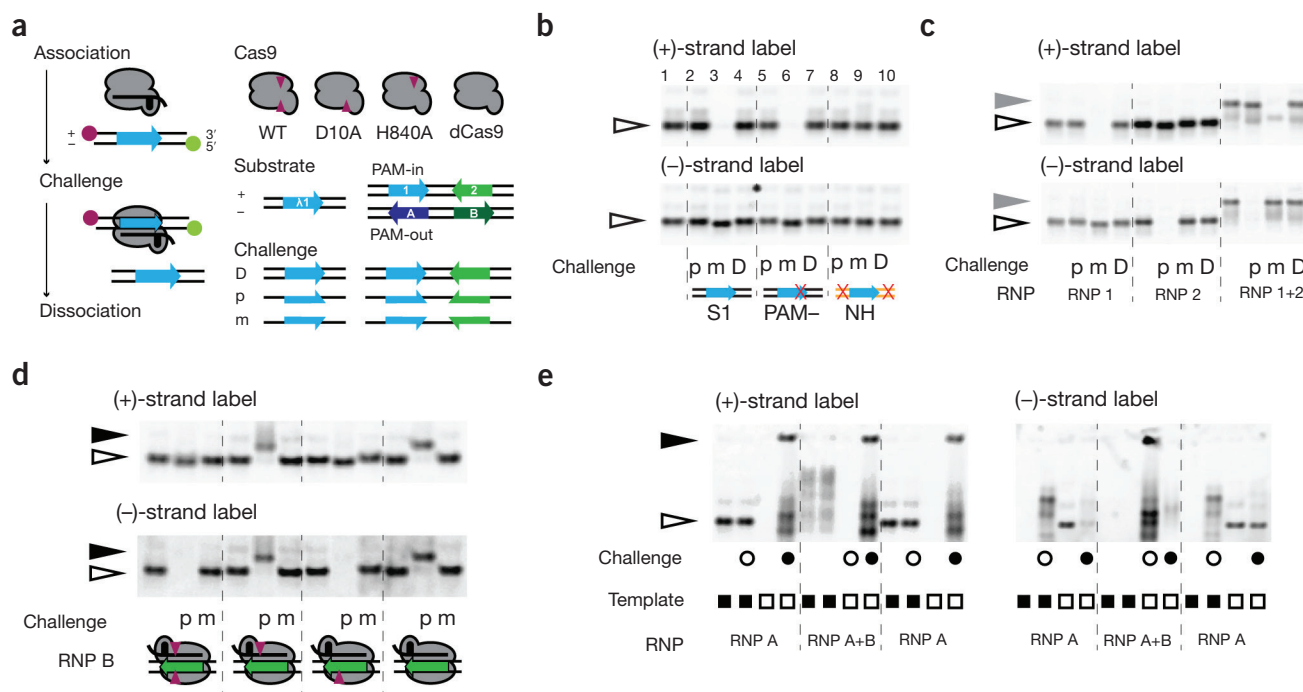 a
Association
+
−
3′
5′
Challenge
Dissociation
Cas9
WT D10A H840A dCas9
Substrate
PAM-in
+
−
λ1
1 2
A B
PAM-out
Challenge
D
p
m
b
(+)-strand label
1 2 3 4 5 6 7 8 9 10
(−)-strand label
Challenge p m D p m D p m D
S1 PAM– NH
c
(+)-strand label
(−)-strand label
Challenge p m D p m D p m D
RNP RNP 1 RNP 2 RNP 1+2
d
(+)-strand label
(−)-strand label
Challenge p m p m p m p m
RNP B
e
(+)-strand label (−)-strand label
Challenge
Template
RNP RNP A RNP A+B RNP A RNP A RNP A+B RNP A